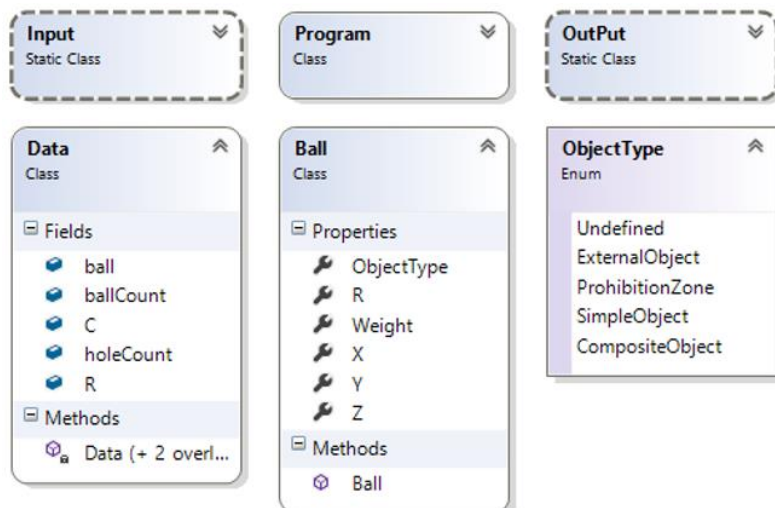 Input
Static Class
Program
Class
OutPut
Static Class
Data
Class
Fields
ball
ballCount
C
holeCount
R
Methods
Data (+ 2 overl...
Ball
Class
Properties
ObjectType
R
Weight
X
Y
Z
Methods
Ball
ObjectType
Enum
Undefined
ExternalObject
ProhibitionZone
SimpleObject
CompositeObject